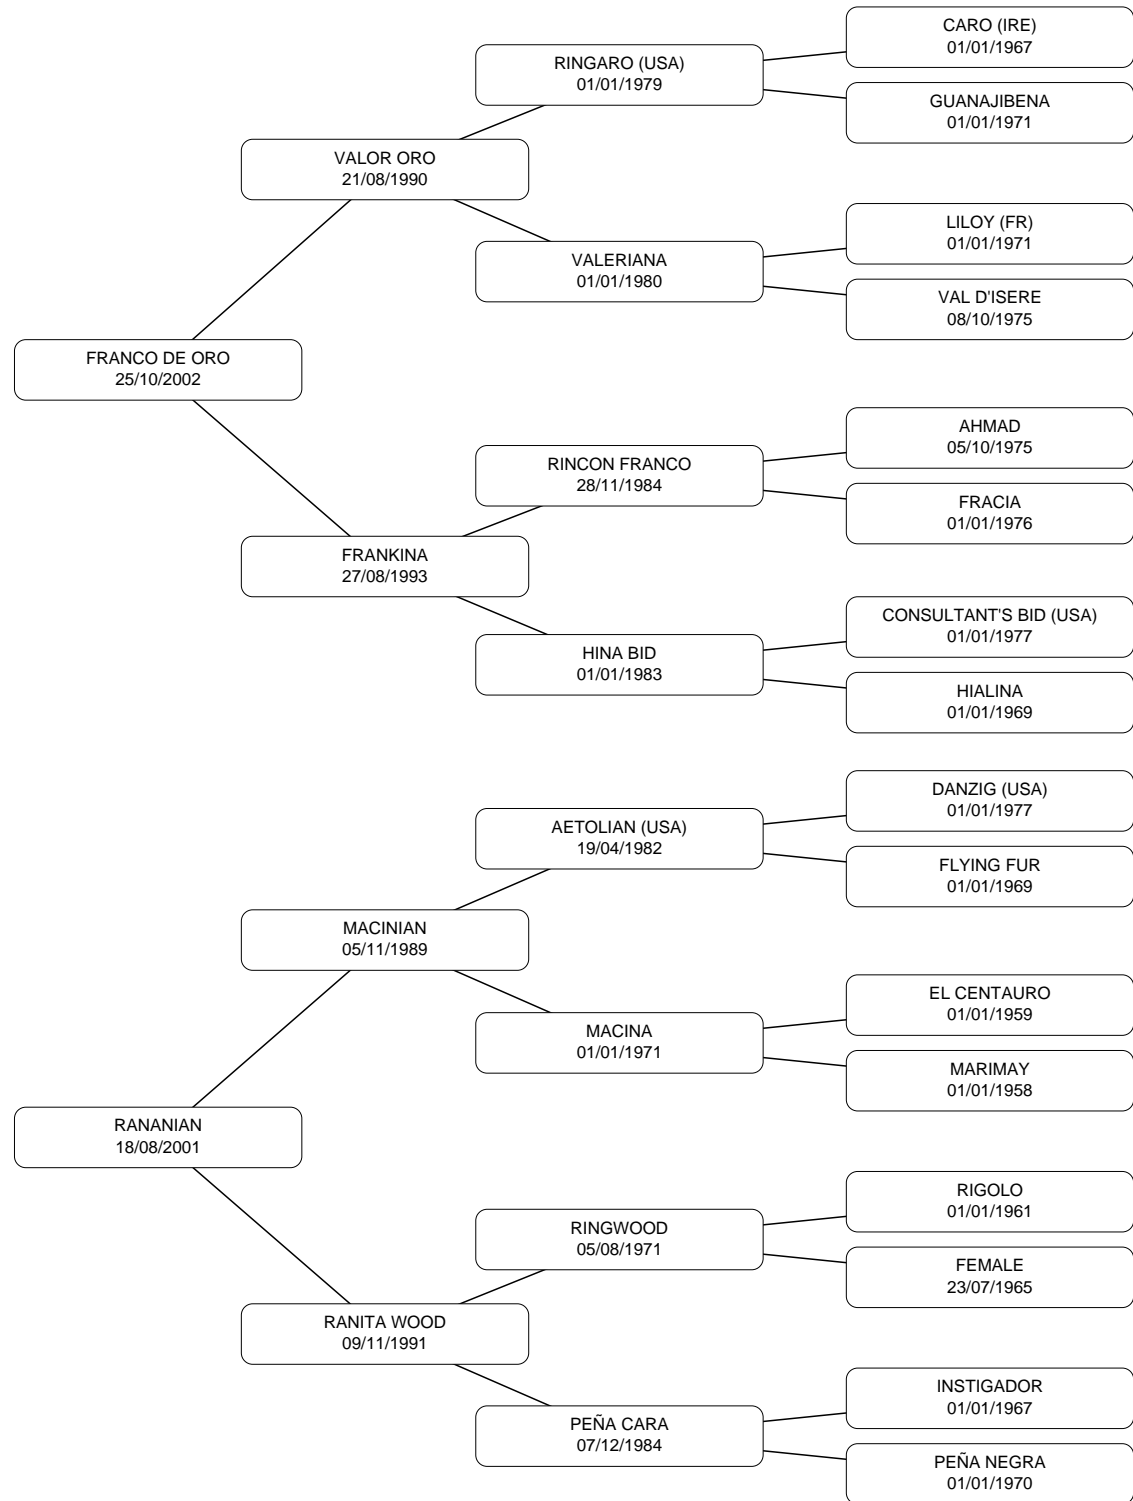 CARO (IRE)
01/01/1967
RINGARO (USA)
01/01/1979
GUANAJIBENA
01/01/1971
VALOR ORO
21/08/1990
LILOY (FR)
01/01/1971
VALERIANA
01/01/1980
VAL D'ISERE
08/10/1975
FRANCO DE ORO
25/10/2002
AHMAD
05/10/1975
RINCON FRANCO
28/11/1984
FRACIA
01/01/1976
FRANKINA
27/08/1993
CONSULTANT'S BID (USA)
01/01/1977
HINA BID
01/01/1983
HIALINA
01/01/1969
DANZIG (USA)
01/01/1977
AETOLIAN (USA)
19/04/1982
FLYING FUR
01/01/1969
MACINIAN
05/11/1989
EL CENTAURO
01/01/1959
MACINA
01/01/1971
MARIMAY
01/01/1958
RANANIAN
18/08/2001
RIGOLO
01/01/1961
RINGWOOD
05/08/1971
FEMALE
23/07/1965
RANITA WOOD
09/11/1991
INSTIGADOR
01/01/1967
PEÑA CARA
07/12/1984
PEÑA NEGRA
01/01/1970